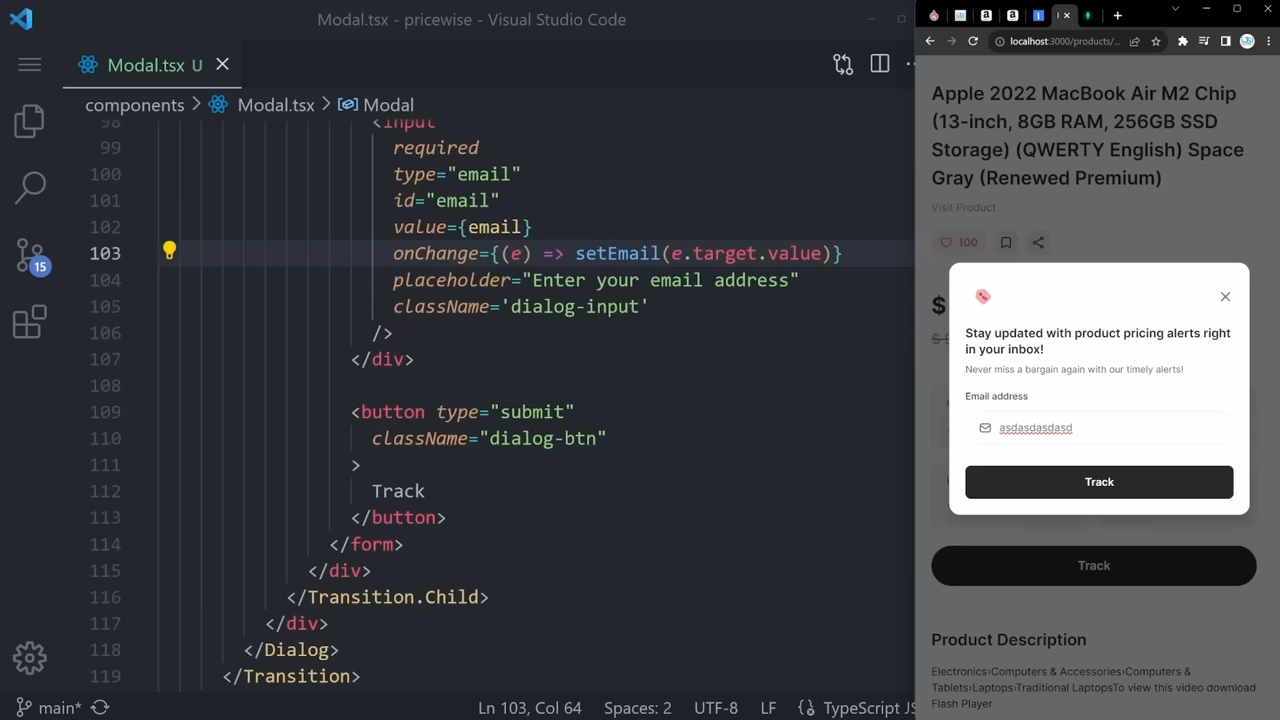 Modal.tsx - pricewise - Visual Studio Code
Modal.tsx U
components > Modal.tsx > Modal
98 <input
99 required
100 type="email"
101 id="email"
102 value={email}
103 onChange={(e) => setEmail(e.target.value)}
104 placeholder="Enter your email address"
105 className='dialog-input'
106 />
107 </div>
108
109 <button type="submit"
110 className="dialog-btn"
111 >
112 Track
113 </button>
114 </form>
115 </div>
116 </Transition.Child>
117 </div>
118 </Dialog>
119 </Transition>
15
main*
Ln 103, Col 64
Spaces: 2
UTF-8
LF
{} TypeScript JS
localhost:3000/products/...
Apple 2022 MacBook Air M2 Chip
(13-inch, 8GB RAM, 256GB SSD
Storage) (QWERTY English) Space
Gray (Renewed Premium)
Visit Product
100
$
$
Stay updated with product pricing alerts right
in your inbox!
Never miss a bargain again with our timely alerts!
Email address
asdasdasdasd
Track
Track
Product Description
Electronics›Computers & Accessories›Computers &
Tablets›Laptops›Traditional LaptopsTo view this video download
Flash Player